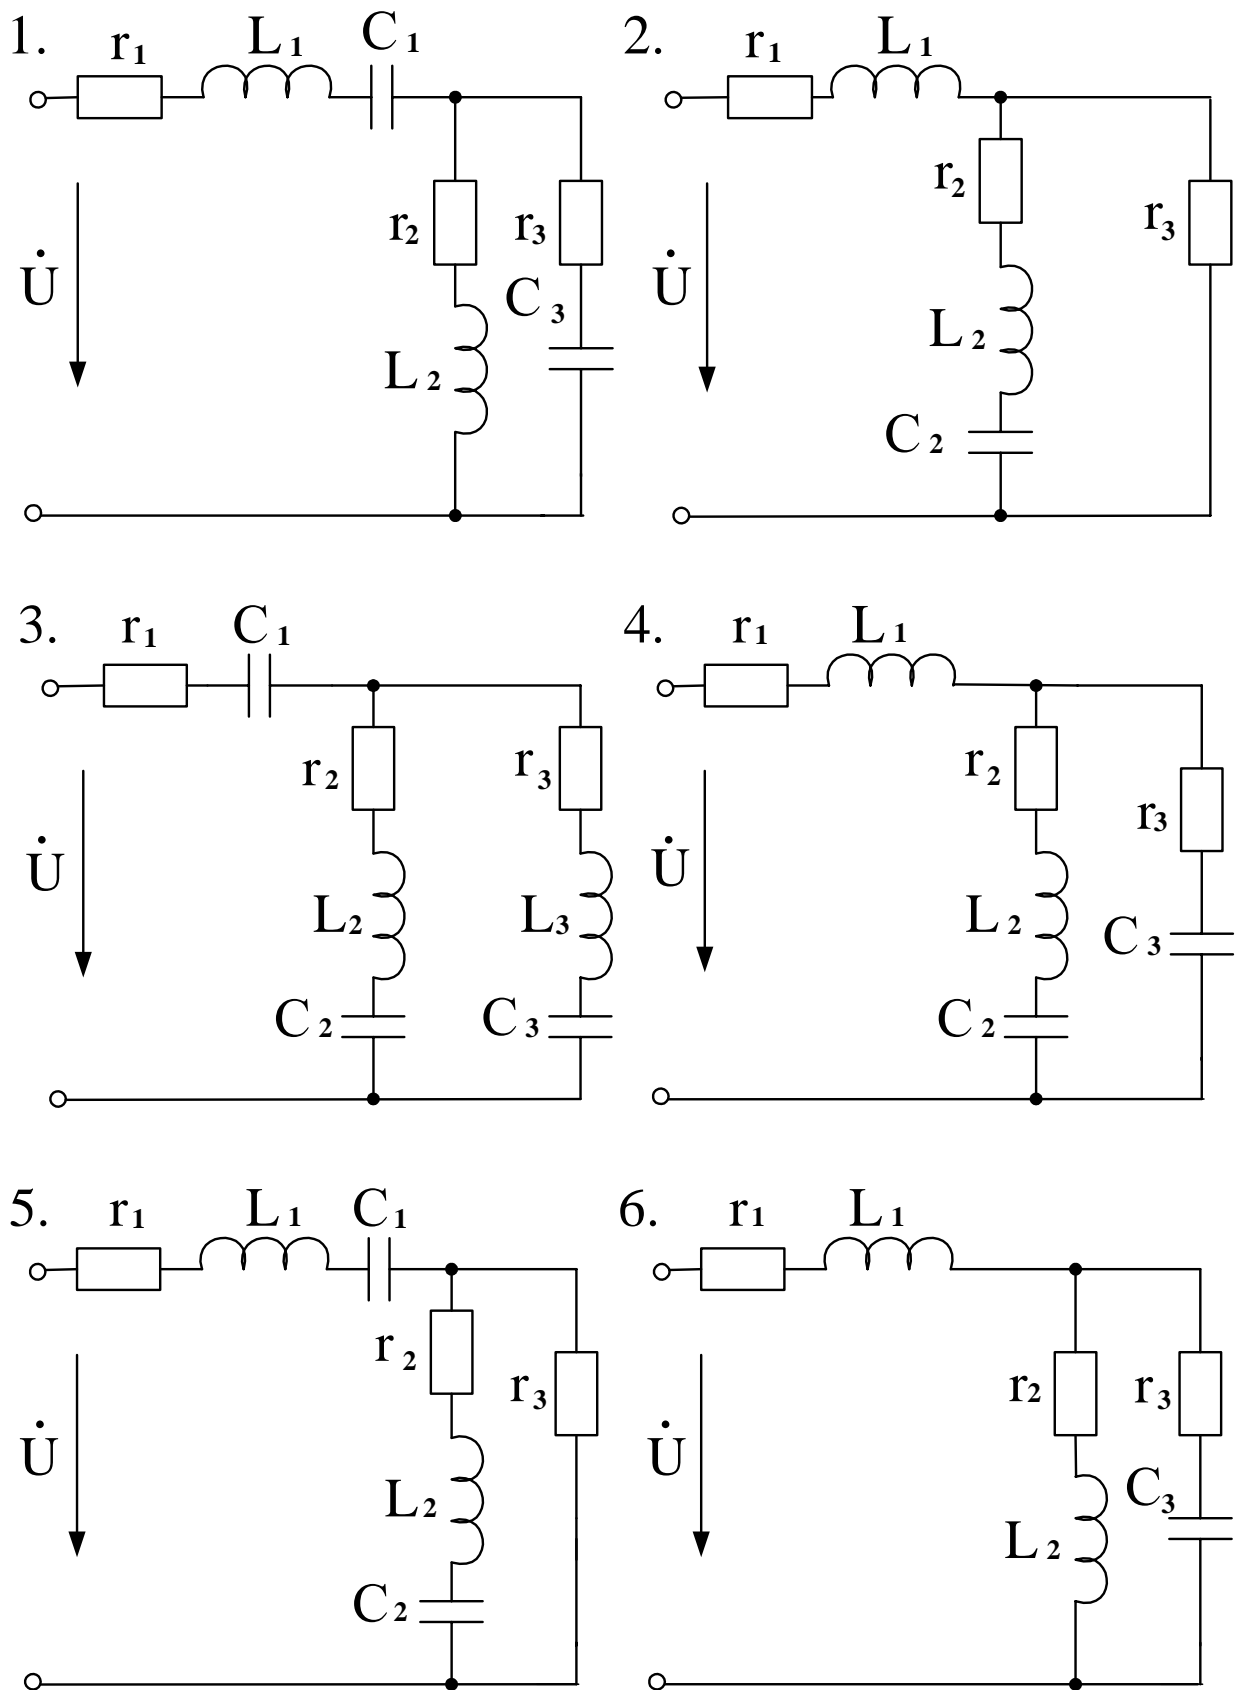 1. r₁ L₁ C₁
r₂ r₃
U̇ C₃
L₂
2. r₁ L₁
r₂ r₃
U̇
L₂
C₂
3. r₁ C₁
r₂ r₃
U̇
L₂ L₃
C₂ C₃
4. r₁ L₁
r₂
r₃
U̇
L₂ C₃
C₂
5. r₁ L₁ C₁
r₂
r₃
U̇
L₂
C₂
6. r₁ L₁
r₂ r₃
U̇
C₃
L₂